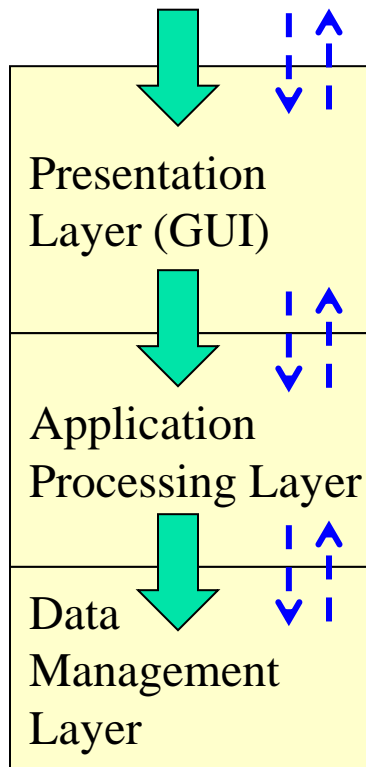 Presentation
Layer (GUI)
Application
Processing Layer
Data
Management
Layer